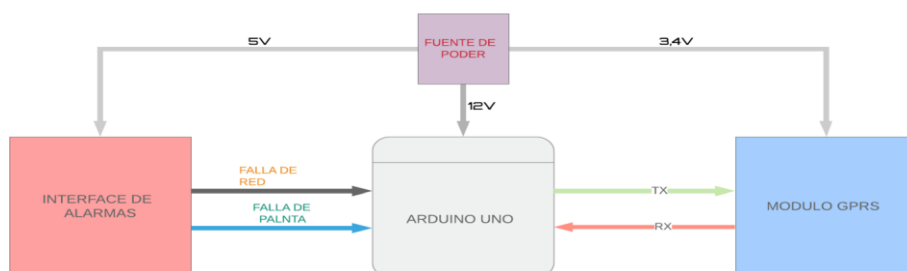 5V
FUENTE DE
PODER
3,4V
12V
INTERFACE DE
ALARMAS
FALLA DE
RED
FALLA DE
PALNTA
ARDUINO UNO
TX
RX
MODULO GPRS